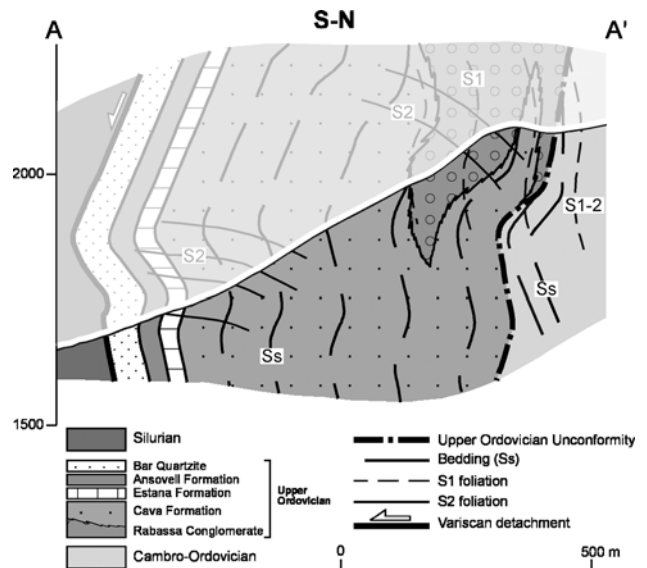 S-N
A
A'
S1
S2
2000
S1-2
S2
Ss
Ss
1500
Silurian
Bar Quartzite
Ansovell Formation
Estana Formation
Upper
Ordovician
Cava Formation
Rabassa Conglomerate
Cambro-Ordovician
Upper Ordovician Unconformity
Bedding (Ss)
S1 foliation
S2 foliation
Variscan detachment
0
500 m